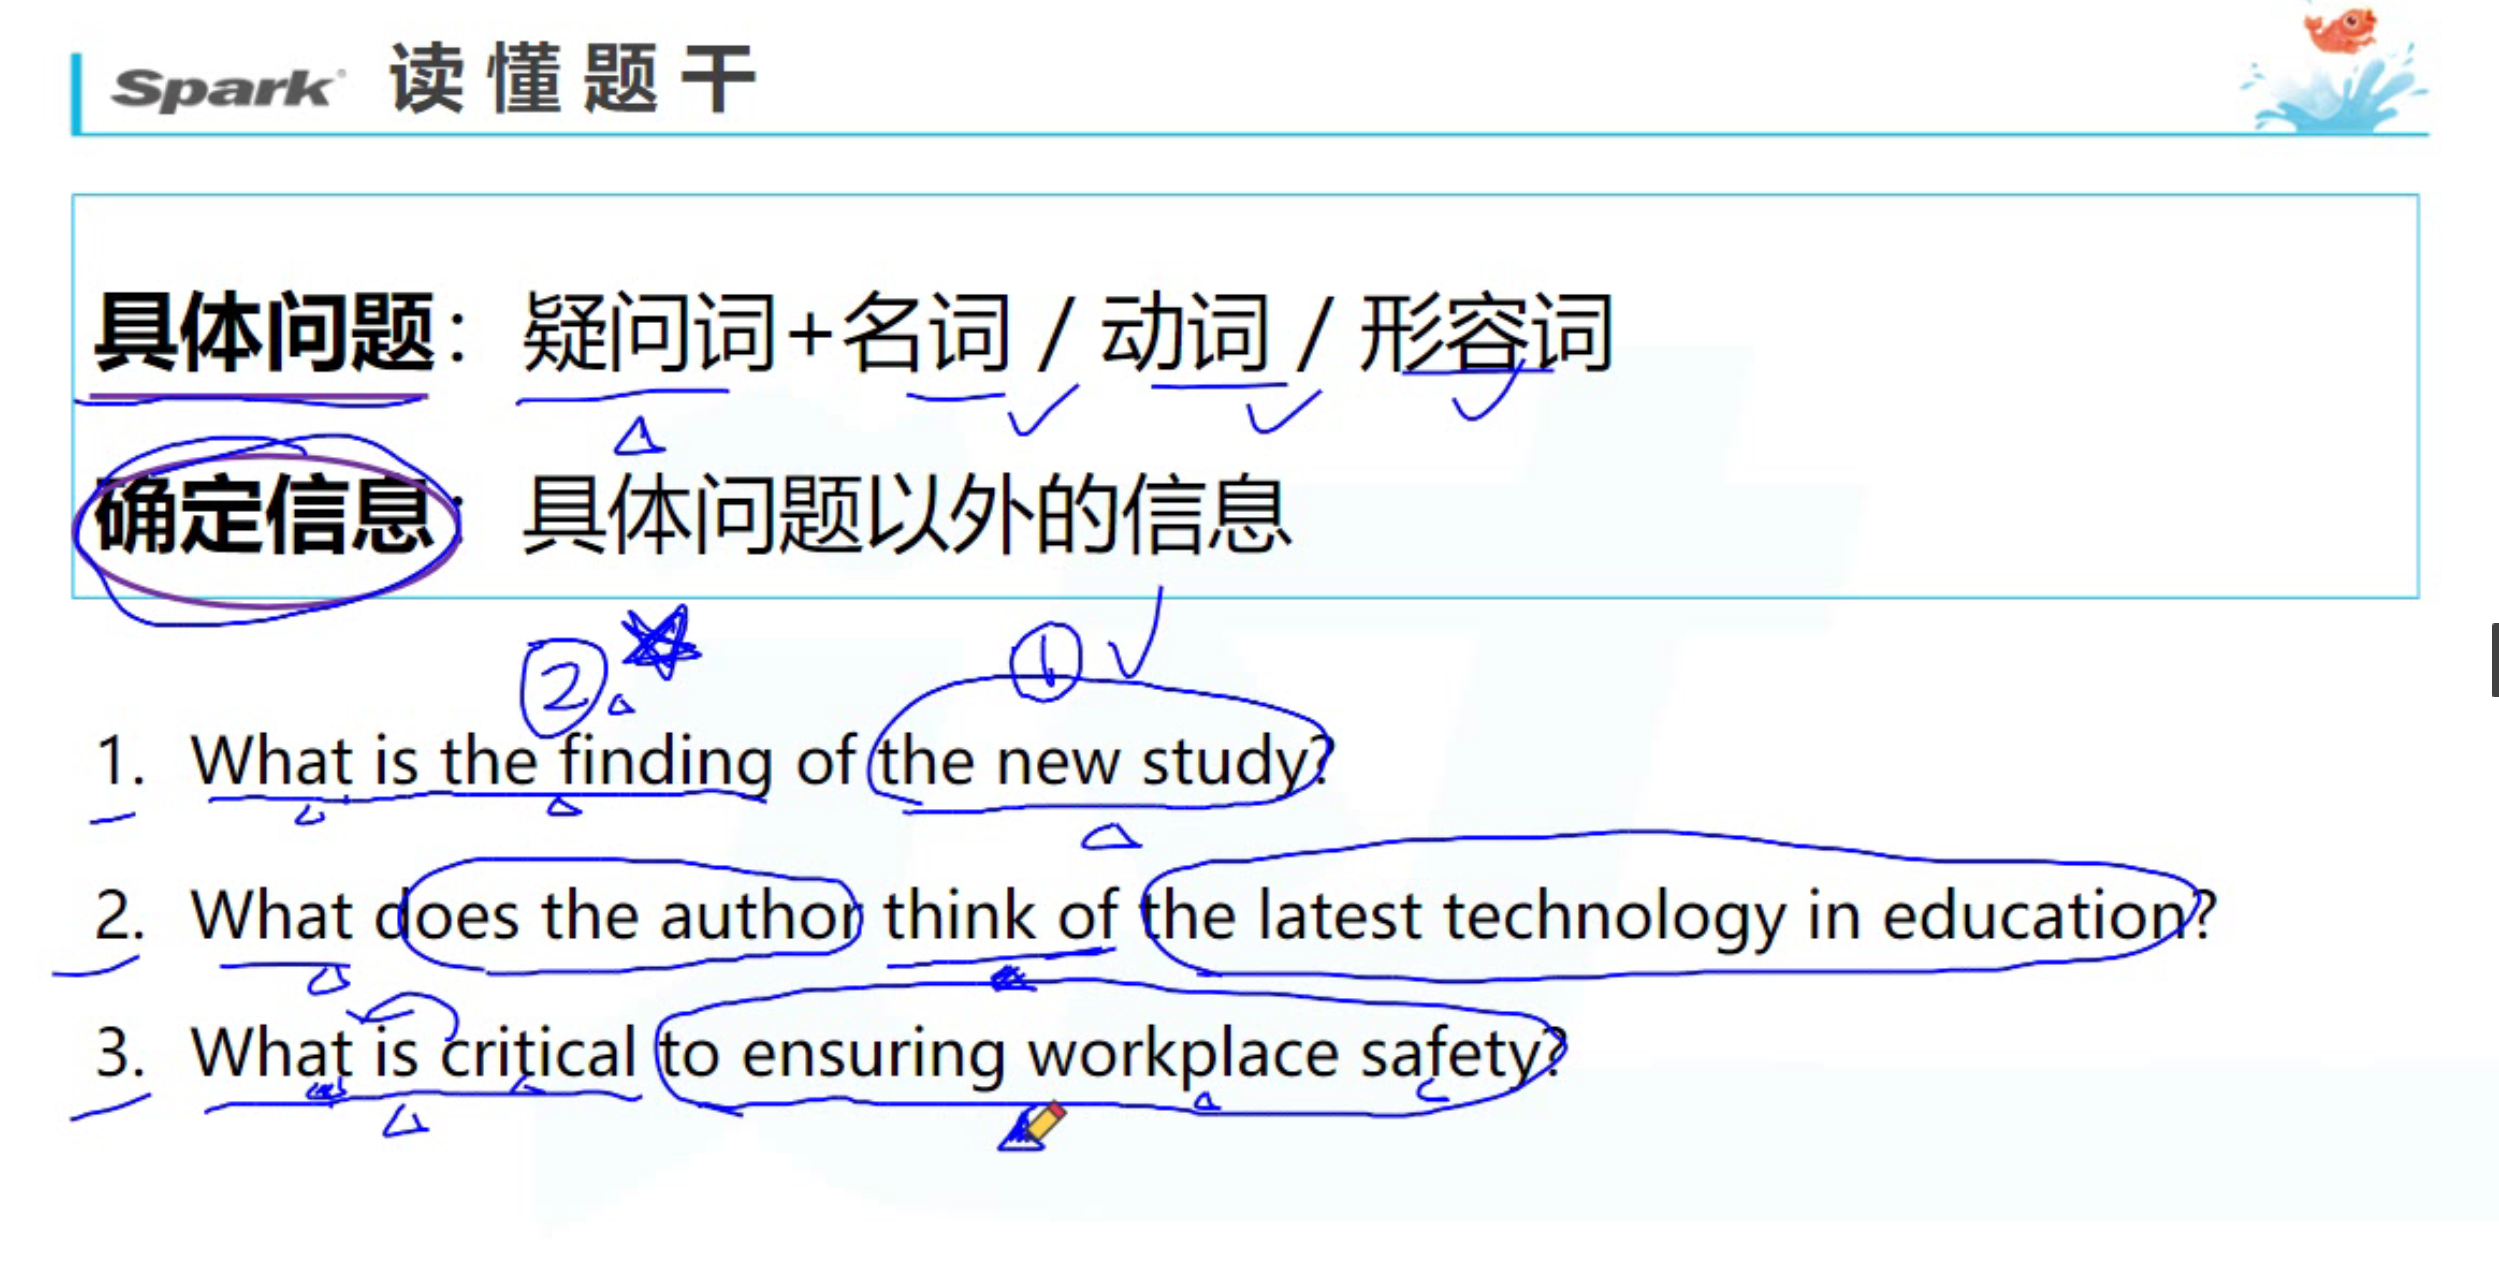 Spark 读懂题干
具体问题：疑问词+名词 / 动词 / 形容词
确定信息：具体问题以外的信息
② ①
1. What is the finding of the new study?
2. What does the author think of the latest technology in education?
3. What is critical to ensuring workplace safety?